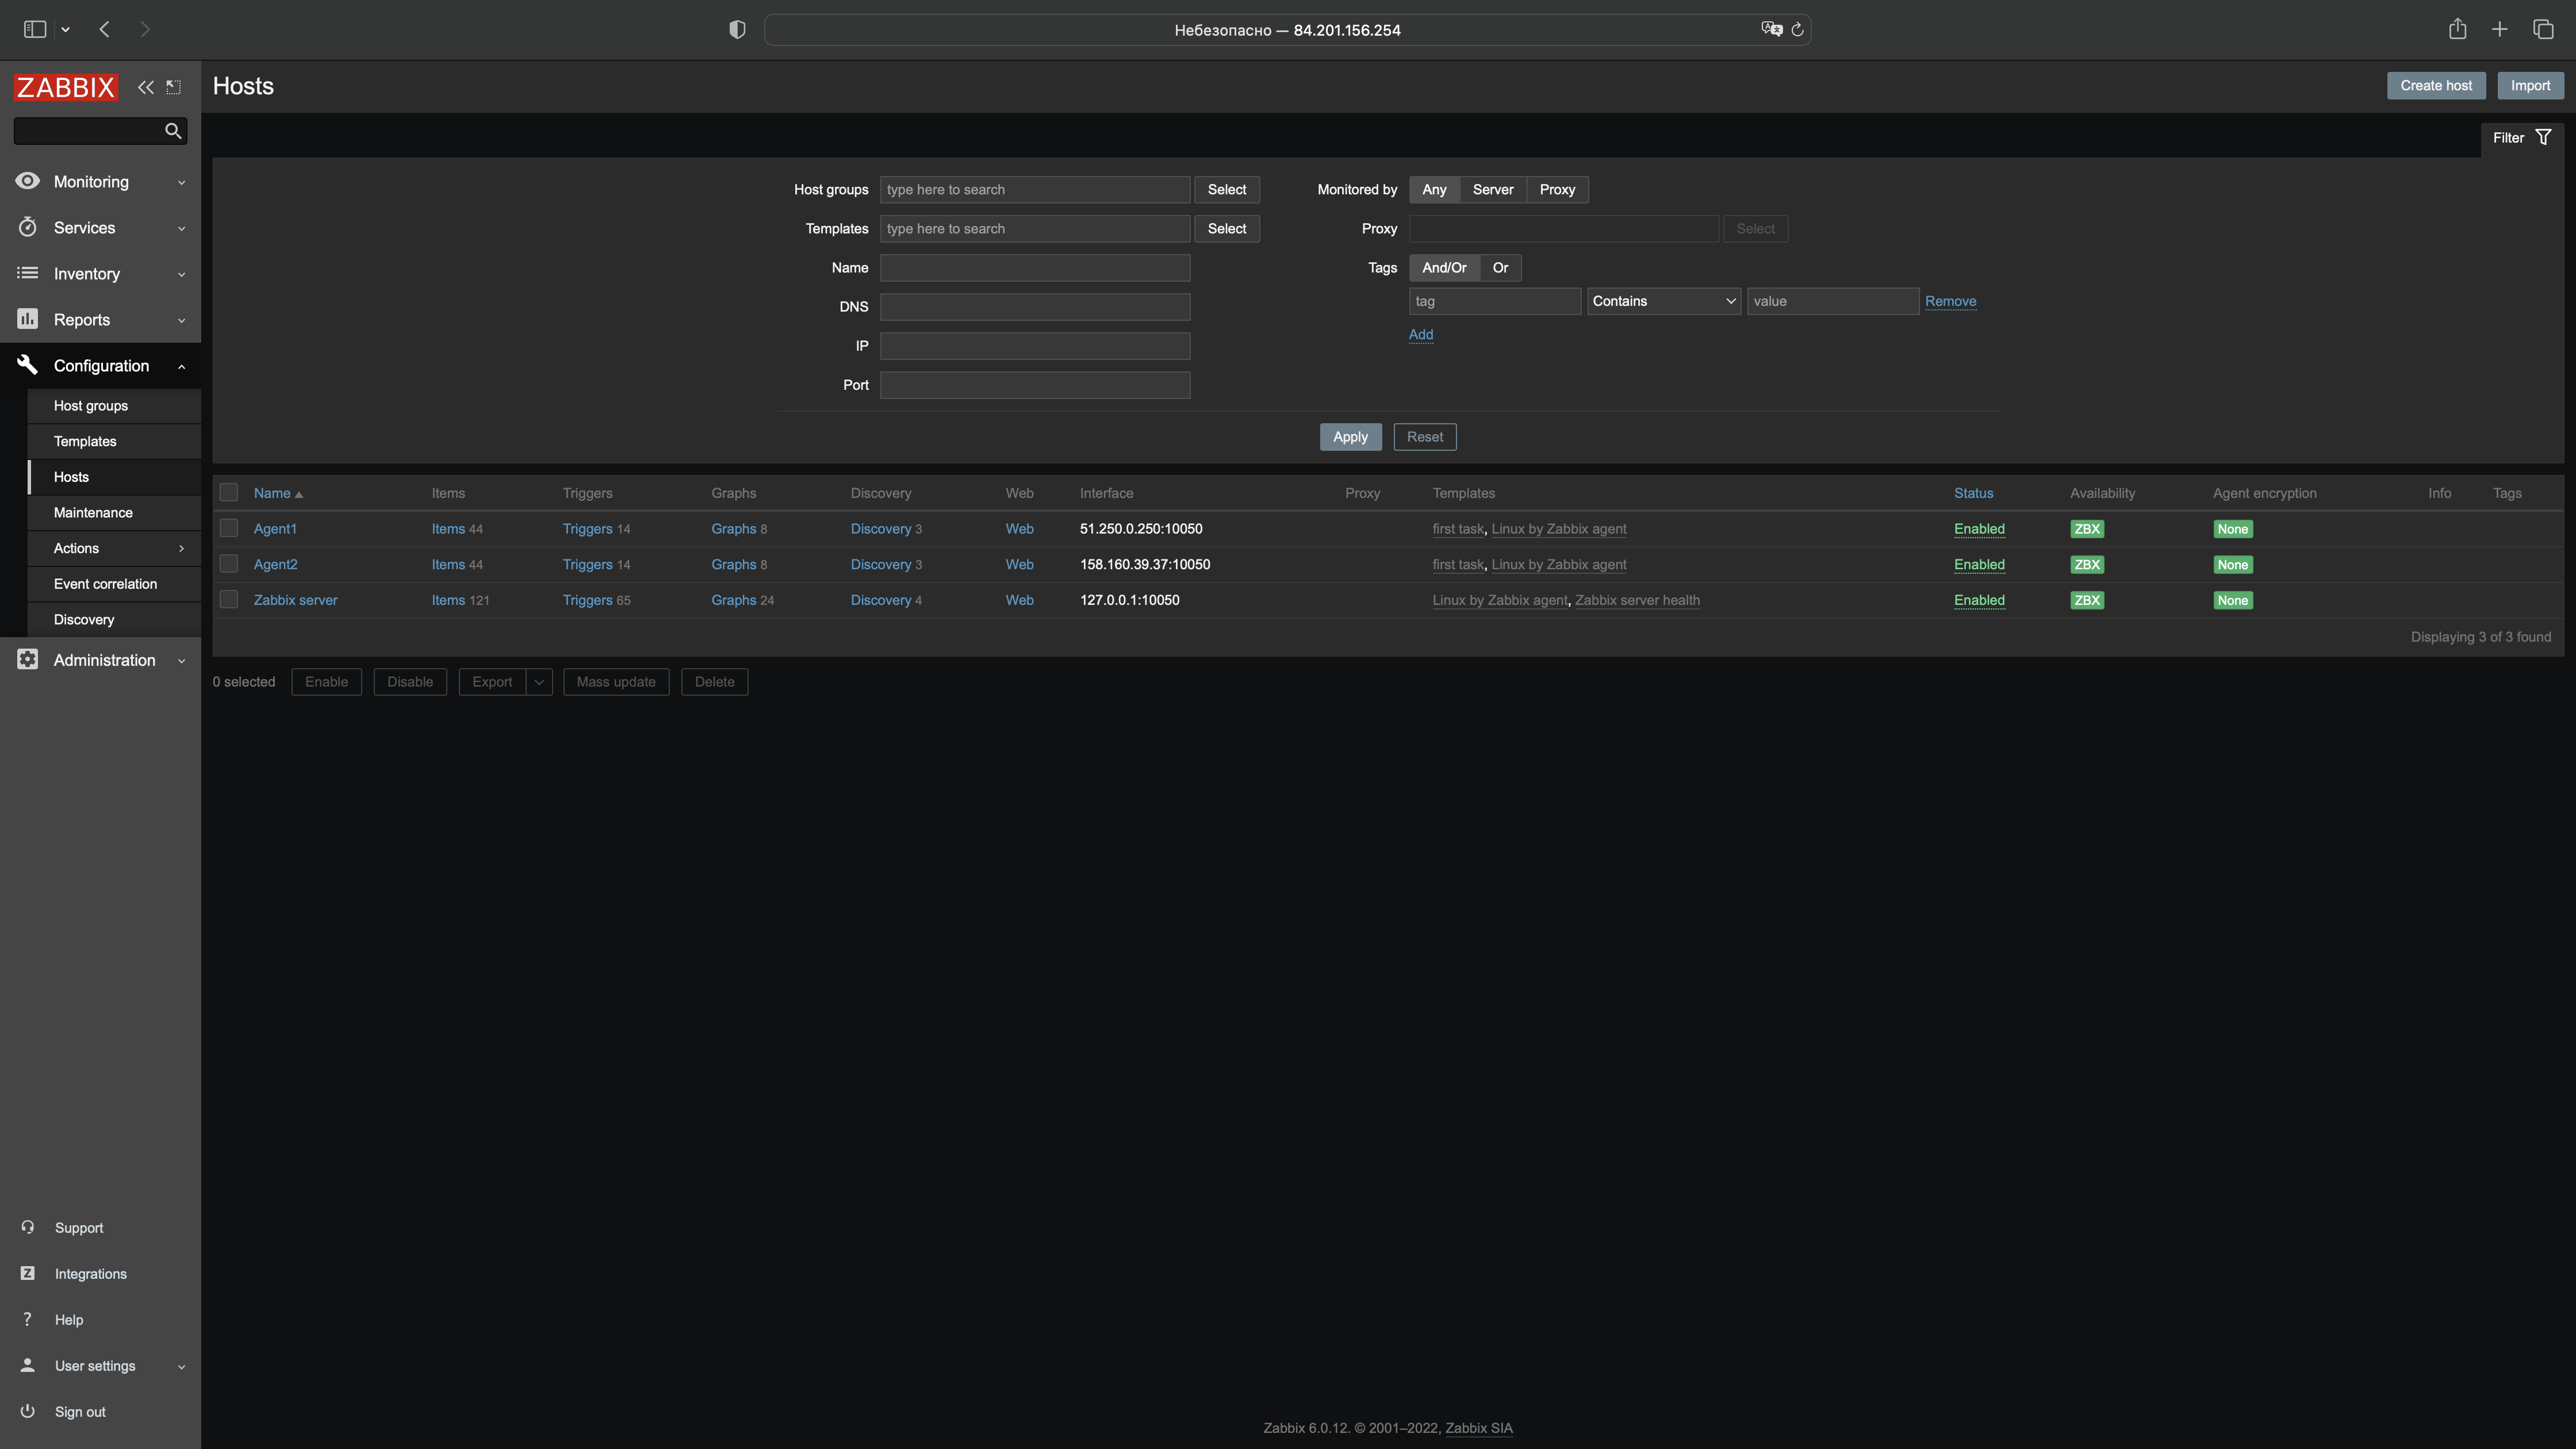 Небезопасно — 84.201.156.254
ZABBIX
Hosts
Create host
Import
Filter
Monitoring
Services
Inventory
Reports
Configuration
Host groups
Templates
Hosts
Maintenance
Actions
Event correlation
Discovery
Administration
Support
Integrations
Help
User settings
Sign out
Host groups type here to search Select
Templates type here to search Select
Name
DNS
IP
Port
Monitored by Any Server Proxy
Proxy Select
Tags And/Or Or
tag Contains value Remove
Add
Apply Reset
Name Items Triggers Graphs Discovery Web Interface Proxy Templates Status Availability Agent encryption Info Tags
Agent1 Items 44 Triggers 14 Graphs 8 Discovery 3 Web 51.250.0.250:10050 first task, Linux by Zabbix agent Enabled ZBX None
Agent2 Items 44 Triggers 14 Graphs 8 Discovery 3 Web 158.160.39.37:10050 first task, Linux by Zabbix agent Enabled ZBX None
Zabbix server Items 121 Triggers 65 Graphs 24 Discovery 4 Web 127.0.0.1:10050 Linux by Zabbix agent, Zabbix server health Enabled ZBX None
Displaying 3 of 3 found
0 selected Enable Disable Export Mass update Delete
Zabbix 6.0.12. © 2001–2022, Zabbix SIA